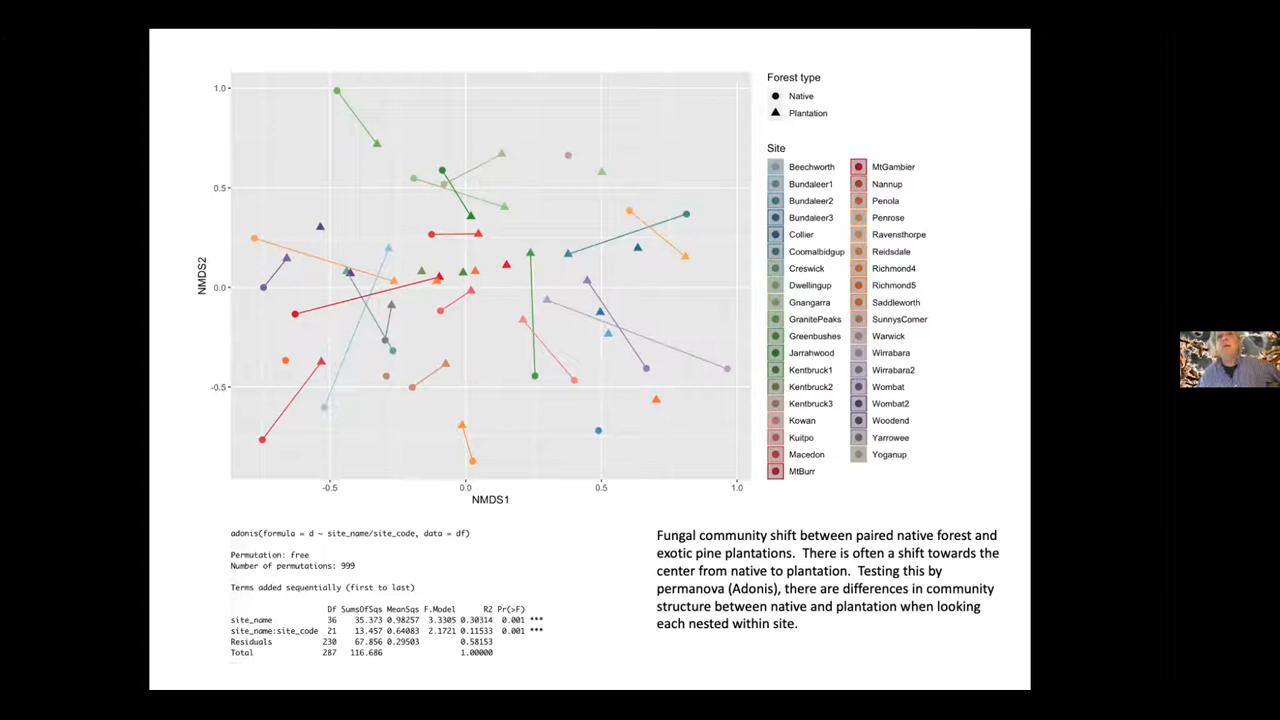 Forest type
Native
Plantation
Site
Beechworth
Bundaleer1
Bundaleer2
Bundaleer3
Collier
Coomalbidgup
Creswick
Dwellingup
Gnangarra
GranitePeaks
Greenbushes
Jarrahwood
Kentbruck1
Kentbruck2
Kentbruck3
Kowan
Kuitpo
Macedon
MtBurr
MtGambier
Nannup
Penola
Penrose
Ravensthorpe
Reidsdale
Richmond4
Richmond5
Saddleworth
SunnysCorner
Warwick
Wirrabara
Wirrabara2
Wombat
Wombat2
Woodend
Yarrowee
Yoganup
1.0
0.5
0.0
-0.5
NMDS2
-0.5 0.0 0.5 1.0
NMDS1
adonis(formula = d ~ site_name/site_code, data = df)
Permutation: free
Number of permutations: 999
Terms added sequentially (first to last)
Df SumsOfSqs MeanSqs F.Model R2 Pr(>F)
site_name 36 35.373 0.98257 3.3305 0.30314 0.001 ***
site_name:site_code 21 13.457 0.64083 2.1721 0.11533 0.001 ***
Residuals 230 67.856 0.29503 0.58153
Total 287 116.686 1.00000
Fungal community shift between paired native forest and
exotic pine plantations. There is often a shift towards the
center from native to plantation. Testing this by
permanova (Adonis), there are differences in community
structure between native and plantation when looking
each nested within site.